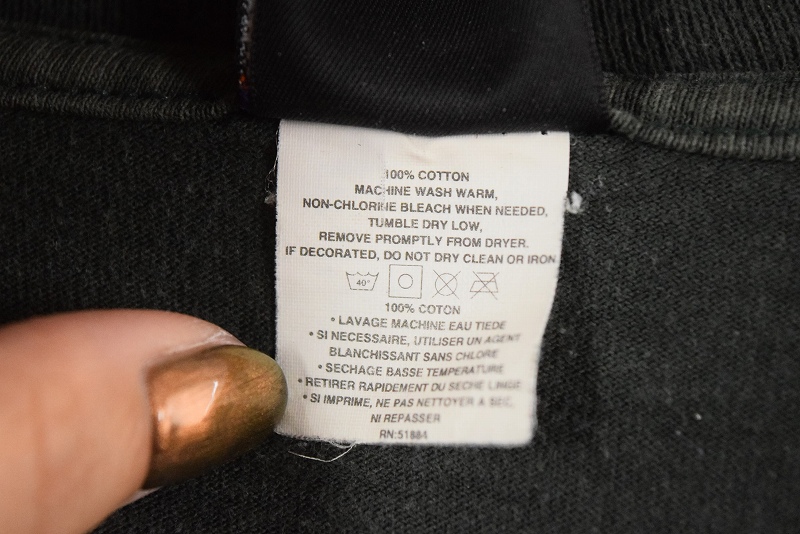 100% COTTON
MACHINE WASH WARM,
NON-CHLORINE BLEACH WHEN NEEDED,
TUMBLE DRY LOW,
REMOVE PROMPTLY FROM DRYER.
IF DECORATED, DO NOT DRY CLEAN OR IRON
40°
100% COTON
• LAVAGE MACHINE EAU TIEDE
• SI NECESSAIRE, UTILISER UN AGENT
BLANCHISSANT SANS CHLORE
• SECHAGE BASSE TEMPERATURE
• RETIRER RAPIDEMENT DU SECHE LINGE
• SI IMPRIME, NE PAS NETTOYER A SEC,
NI REPASSER
RN:51884